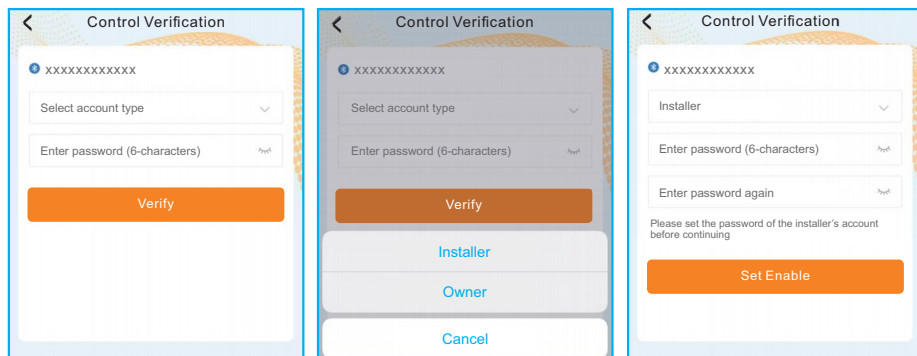 Control Verification
xxxxxxxxxxxx
Select account type
Enter password (6-characters)
Verify
Control Verification
xxxxxxxxxxxx
Select account type
Enter password (6-characters)
Verify
Installer
Owner
Cancel
Control Verification
xxxxxxxxxxxx
Installer
Enter password (6-characters)
Enter password again
Please set the password of the installer's account
before continuing
Set Enable